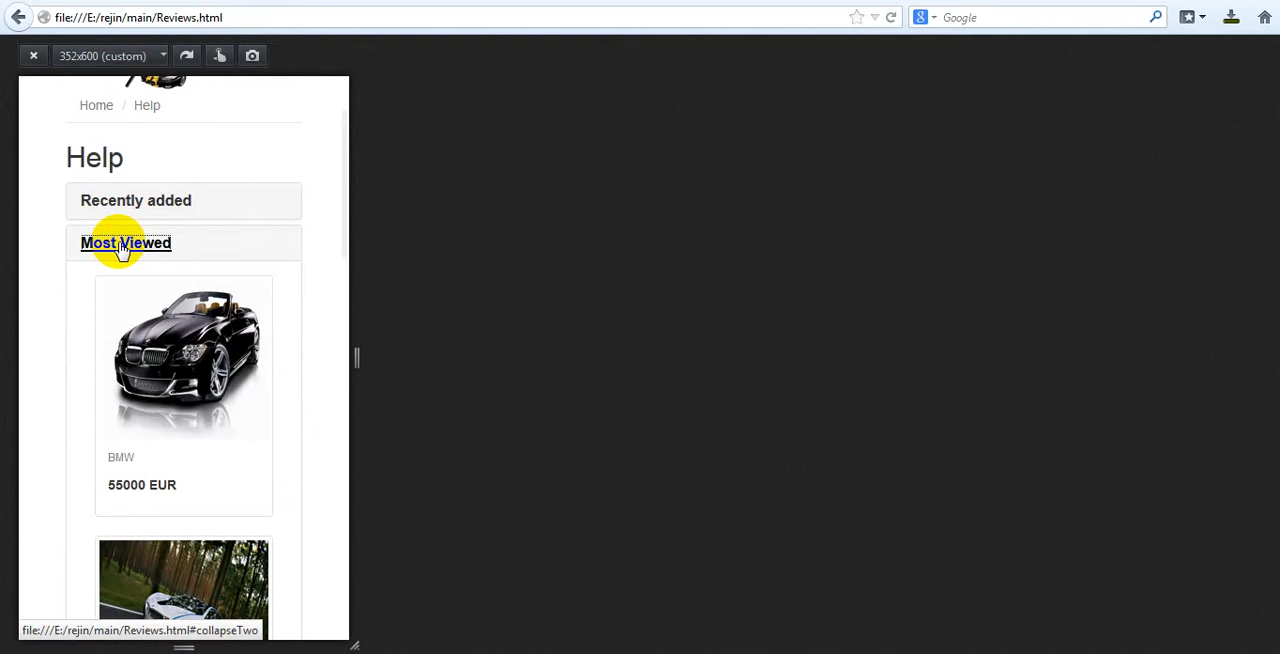 file:///E:/rejin/main/Reviews.html
Google
352x600 (custom)
Home / Help
Help
Recently added
Most Viewed
BMW
55000 EUR
file:///E:/rejin/main/Reviews.html#collapseTwo